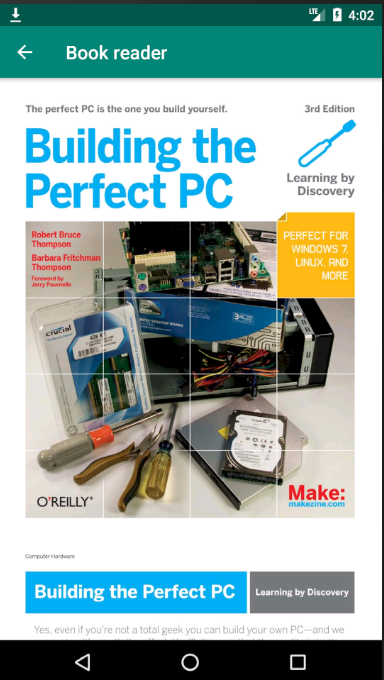 LTE 4:02
Book reader
The perfect PC is the one you build yourself.
3rd Edition
Building the
Perfect PC
Learning by
Discovery
Robert Bruce
Thompson
Barbara Fritchman
Thompson
Foreword by
Jerry Pournelle
PERFECT FOR
WINDOWS 7,
LINUX, AND
MORE
crucial
O'REILLY®
Make:
makezine.com
Computer Hardware
Building the Perfect PC
Learning by Discovery
Yes, even if you're not a total geek you can build your own PC—and we